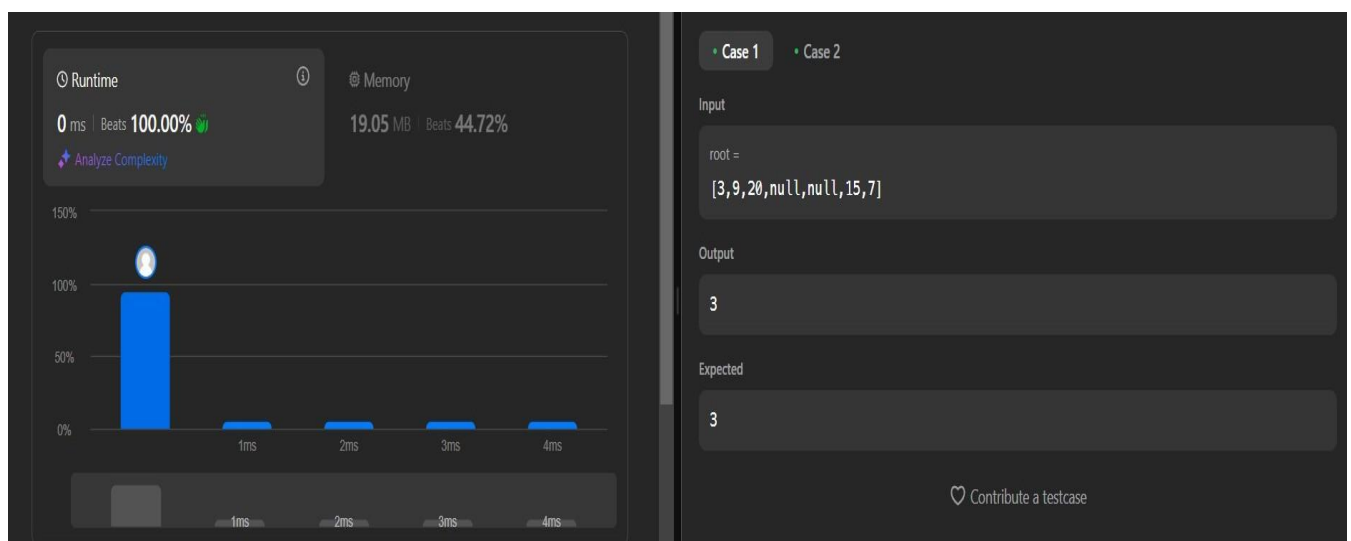 Runtime
0 ms | Beats 100.00%
Analyze Complexity
Memory
19.05 MB | Beats 44.72%
150%
100%
50%
0%
1ms 2ms 3ms 4ms
1ms 2ms 3ms 4ms
• Case 1 • Case 2
Input
root =
[3,9,20,null,null,15,7]
Output
3
Expected
3
Contribute a testcase